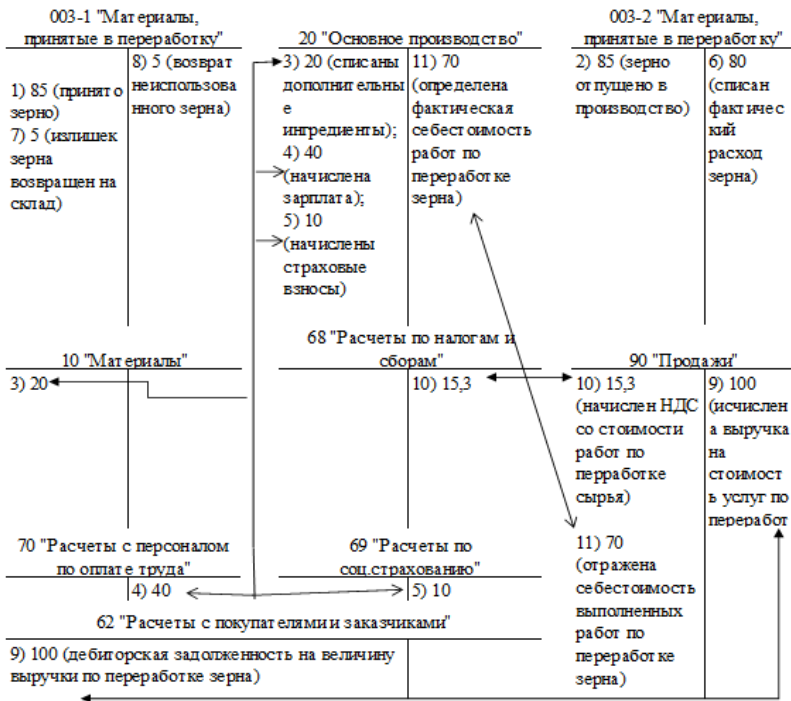 003-1 "Материалы,
принятые в переработку"
1) 85 (принято
зерно)
7) 5 (излишек
зерна
возвращен на
склад)
8) 5 (возврат
неиспользова
нного зерна)
20 "Основное производство"
3) 20 (списаны
дополнительны
е
ингредиенты);
4) 40
(начислена
зарплата);
5) 10
(начислены
страховые
взносы)
11) 70
(определена
фактическая
себестоимость
работ по
переработке
зерна)
003-2 "Материалы,
принятые в переработку"
2) 85 (зерно
отпущено в
производство)
6) 80
(списан
фактичес
кий
расход
зерна)
10 "Материалы"
3) 20
68 "Расчеты по налогам и
сборам"
10) 15,3
90 "Продажи"
10) 15,3
(начислен НДС
со стоимости
работ по
перработке
сырья)
11) 70
(отражена
себестоимость
выполненных
работ по
переработке
зерна)
9) 100
(исчислен
а выручка
на
стоимост
ь услуг по
переработ
70 "Расчеты с персоналом
по оплате труда"
4) 40
69 "Расчеты по
соц.страхованию"
5) 10
62 "Расчеты с покупателями и заказчиками"
9) 100 (дебиторская задолженность на величину
выручки по переработке зерна)